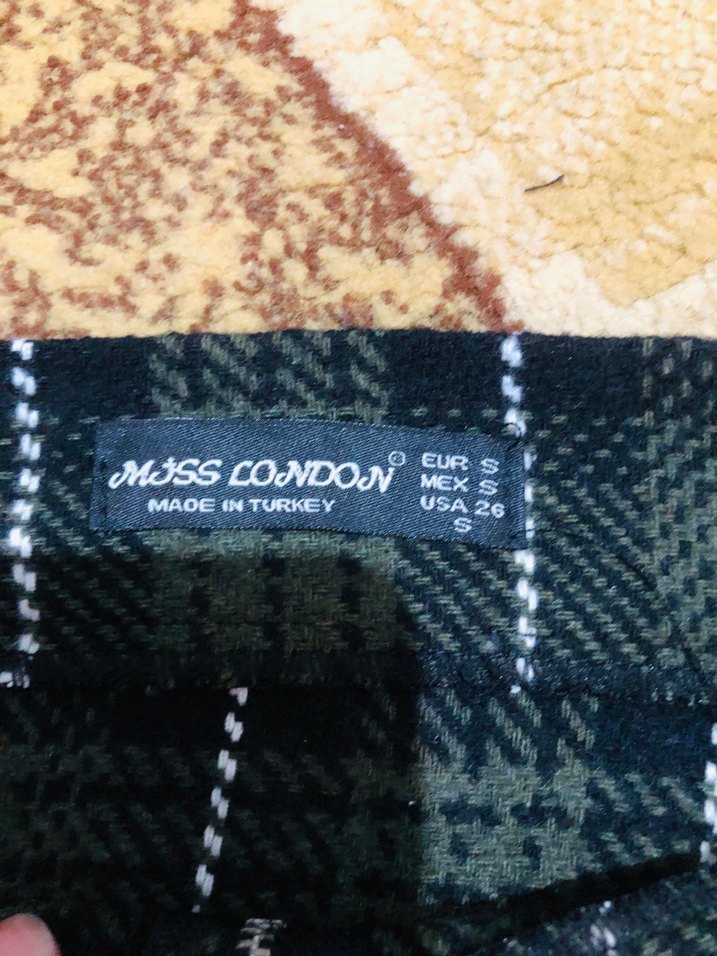 MISS LONDON®
MADE IN TURKEY
EUR S
MEX S
USA 26
S